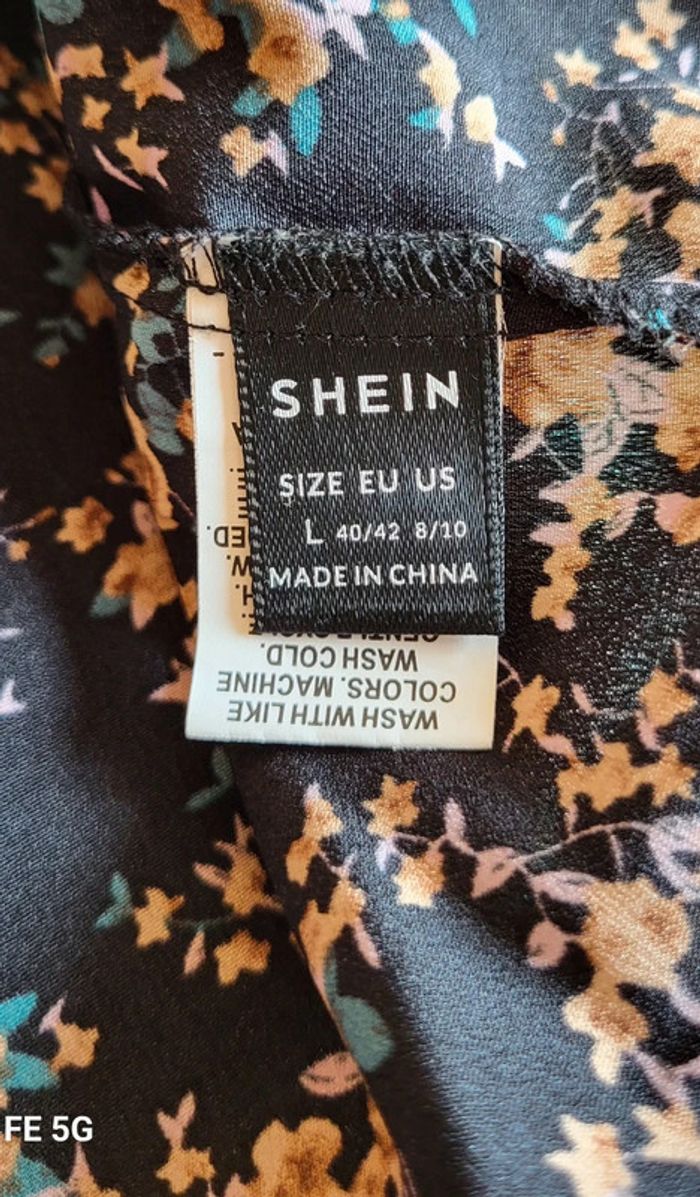 SHEIN
SIZE EU US
L 40/42 8/10
MADE IN CHINA
WASH WITH LIKE
COLORS. MACHINE
WASH COLD.
FE 5G